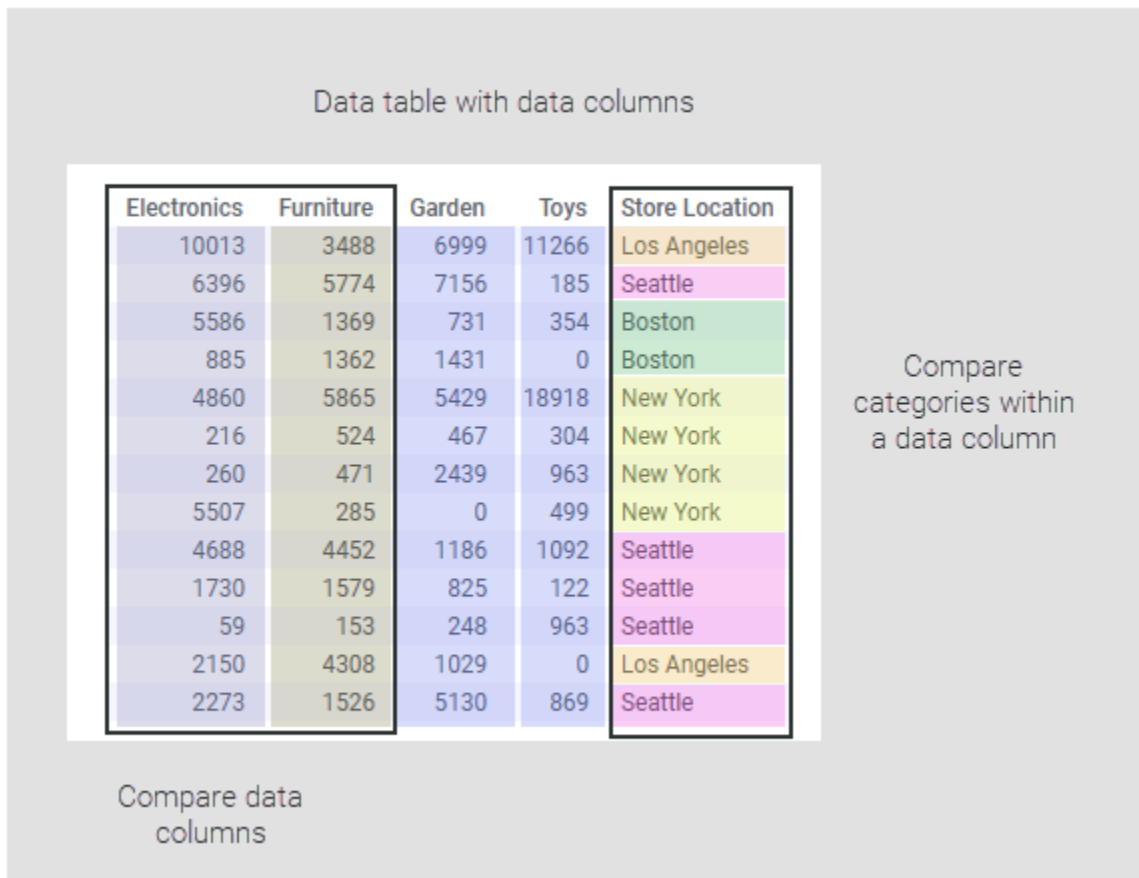 Data table with data columns
Electronics Furniture Garden Toys Store Location
10013 3488 6999 11266 Los Angeles
6396 5774 7156 185 Seattle
5586 1369 731 354 Boston
885 1362 1431 0 Boston
4860 5865 5429 18918 New York
216 524 467 304 New York
260 471 2439 963 New York
5507 285 0 499 New York
4688 4452 1186 1092 Seattle
1730 1579 825 122 Seattle
59 153 248 963 Seattle
2150 4308 1029 0 Los Angeles
2273 1526 5130 869 Seattle
Compare
categories within
a data column
Compare data
columns